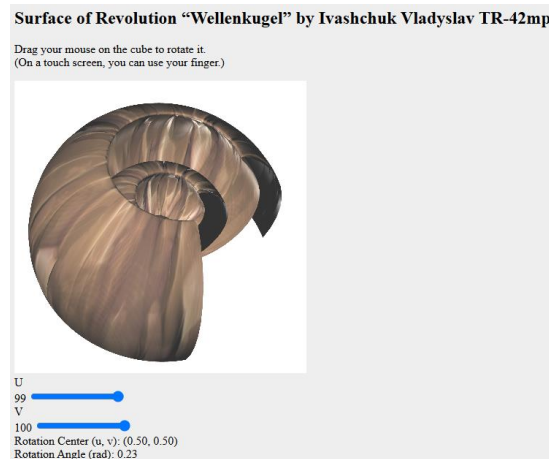 Surface of Revolution “Wellenkugel” by Ivashchuk Vladyslav TR-42mp
Drag your mouse on the cube to rotate it.
(On a touch screen, you can use your finger.)
U
99
V
100
Rotation Center (u, v): (0.50, 0.50)
Rotation Angle (rad): 0.23